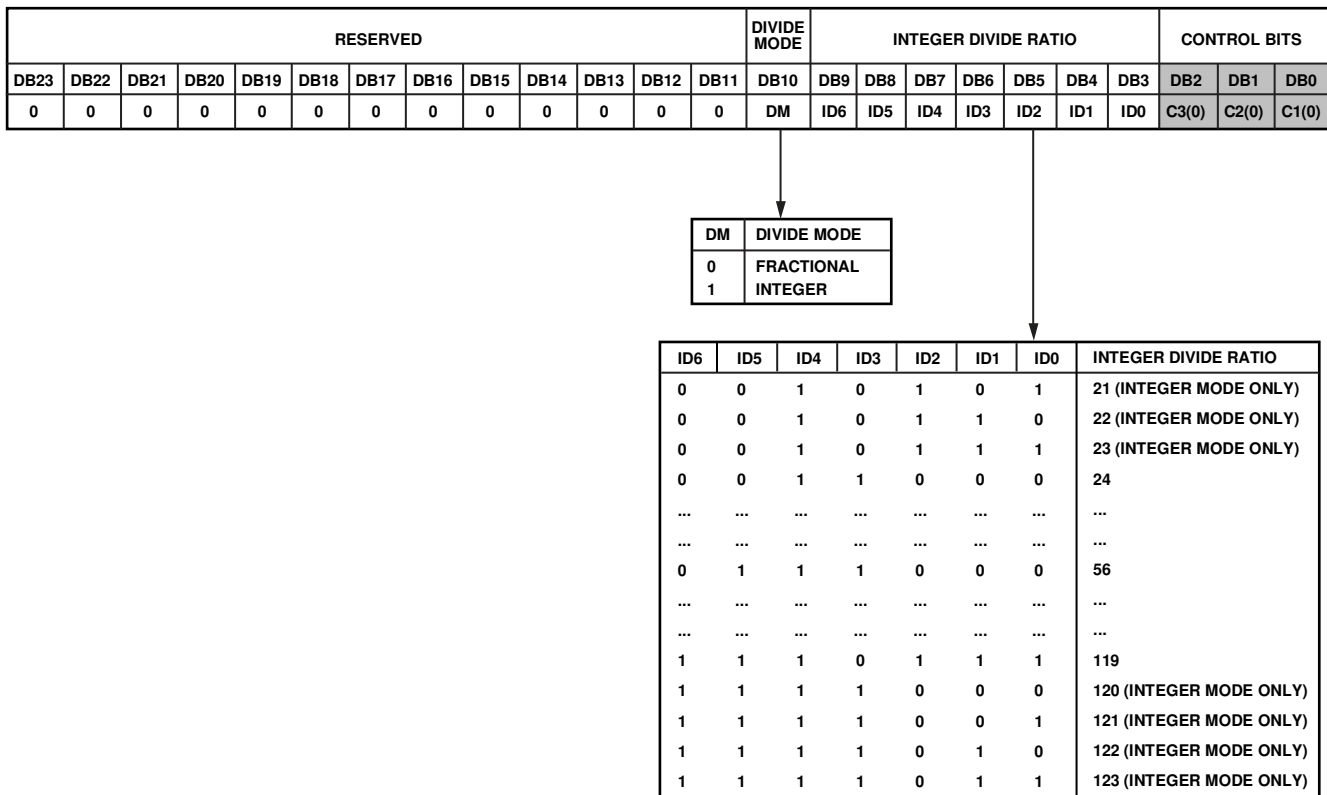 RESERVED DIVIDE MODE INTEGER DIVIDE RATIO CONTROL BITS
DB23 DB22 DB21 DB20 DB19 DB18 DB17 DB16 DB15 DB14 DB13 DB12 DB11 DB10 DB9 DB8 DB7 DB6 DB5 DB4 DB3 DB2 DB1 DB0
0 0 0 0 0 0 0 0 0 0 0 0 0 DM ID6 ID5 ID4 ID3 ID2 ID1 ID0 C3(0) C2(0) C1(0)
DM DIVIDE MODE
0 FRACTIONAL
1 INTEGER
ID6 ID5 ID4 ID3 ID2 ID1 ID0 INTEGER DIVIDE RATIO
0 0 1 0 1 0 1 21 (INTEGER MODE ONLY)
0 0 1 0 1 1 0 22 (INTEGER MODE ONLY)
0 0 1 0 1 1 1 23 (INTEGER MODE ONLY)
0 0 1 1 0 0 0 24
... ... ... ... ... ... ... ...
... ... ... ... ... ... ... ...
0 1 1 1 0 0 0 56
... ... ... ... ... ... ... ...
... ... ... ... ... ... ... ...
1 1 1 0 1 1 1 119
1 1 1 1 0 0 0 120 (INTEGER MODE ONLY)
1 1 1 1 0 0 1 121 (INTEGER MODE ONLY)
1 1 1 1 0 1 0 122 (INTEGER MODE ONLY)
1 1 1 1 0 1 1 123 (INTEGER MODE ONLY)